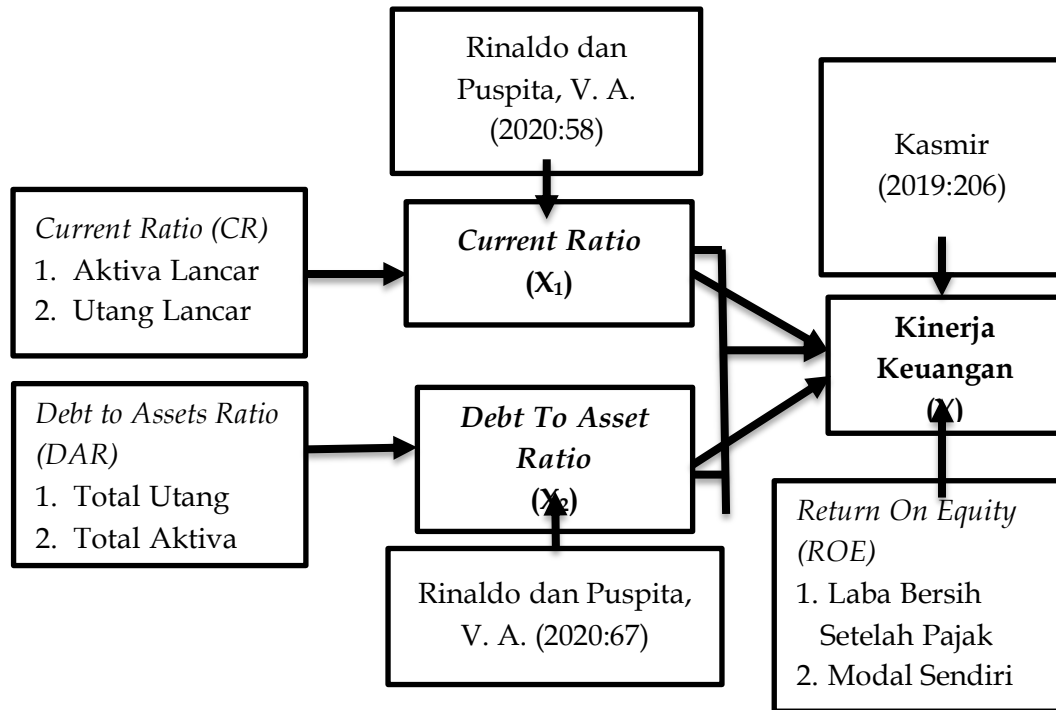 Rinaldo dan
Puspita, V. A.
(2020:58)
Kasmir
(2019:206)
Current Ratio (CR)
1. Aktiva Lancar
2. Utang Lancar
Current Ratio
(X₁)
Kinerja
Keuangan
(Y)
Debt to Assets Ratio
(DAR)
1. Total Utang
2. Total Aktiva
Debt To Asset
Ratio
(X₂)
Return On Equity
(ROE)
1. Laba Bersih
Setelah Pajak
2. Modal Sendiri
Rinaldo dan Puspita,
V. A. (2020:67)